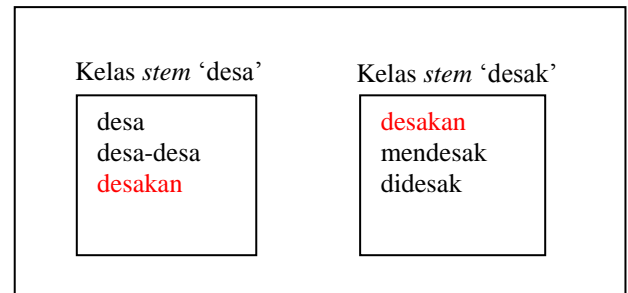 Kelas stem ‘desa’
desa
desa-desa
desakan
Kelas stem ‘desak’
desakan
mendesak
didesak